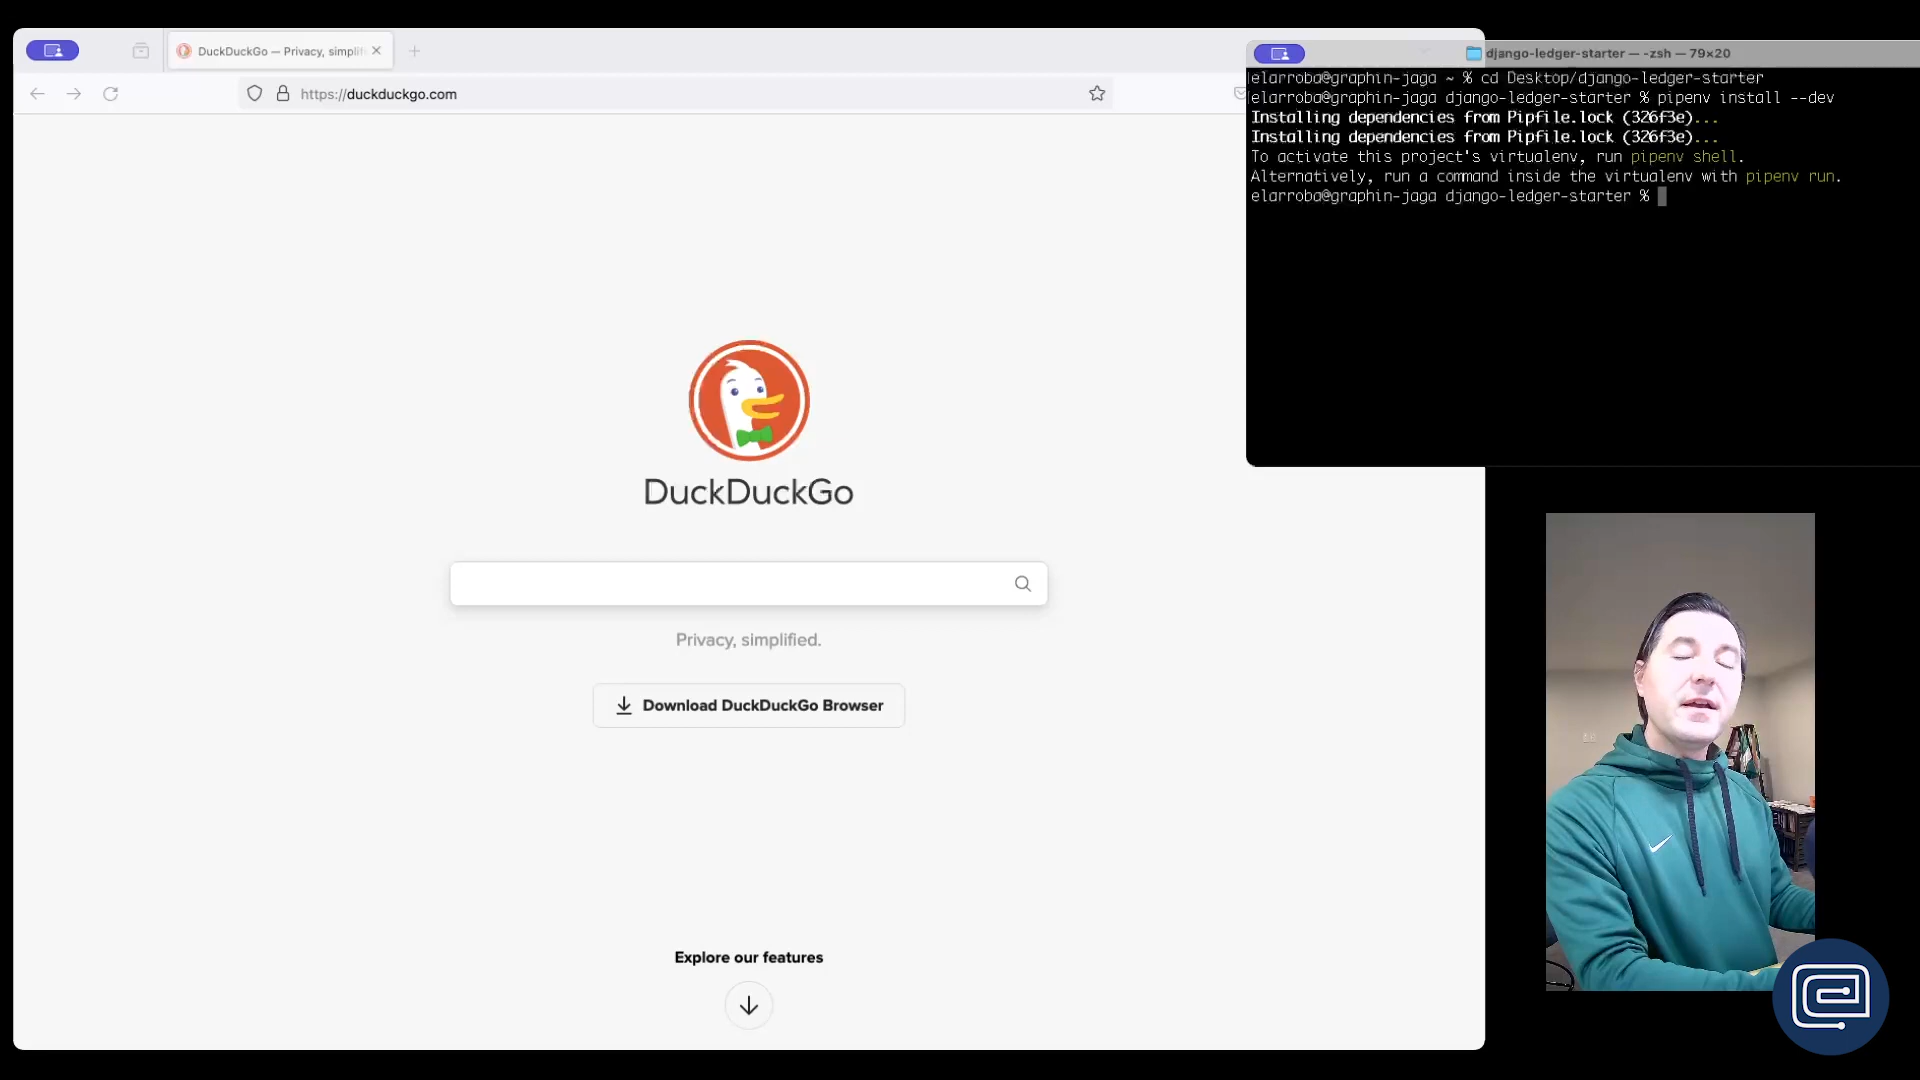 DuckDuckGo — Privacy, simplifi
https://duckduckgo.com
django-ledger-starter — -zsh — 79×20
elarroba@graphin-jaga ~ % cd Desktop/django-ledger-starter
elarroba@graphin-jaga django-ledger-starter % pipenv install --dev
Installing dependencies from Pipfile.lock (326f3e)...
Installing dependencies from Pipfile.lock (326f3e)...
To activate this project's virtualenv, run pipenv shell.
Alternatively, run a command inside the virtualenv with pipenv run.
elarroba@graphin-jaga django-ledger-starter %
DuckDuckGo
Privacy, simplified.
Download DuckDuckGo Browser
Explore our features